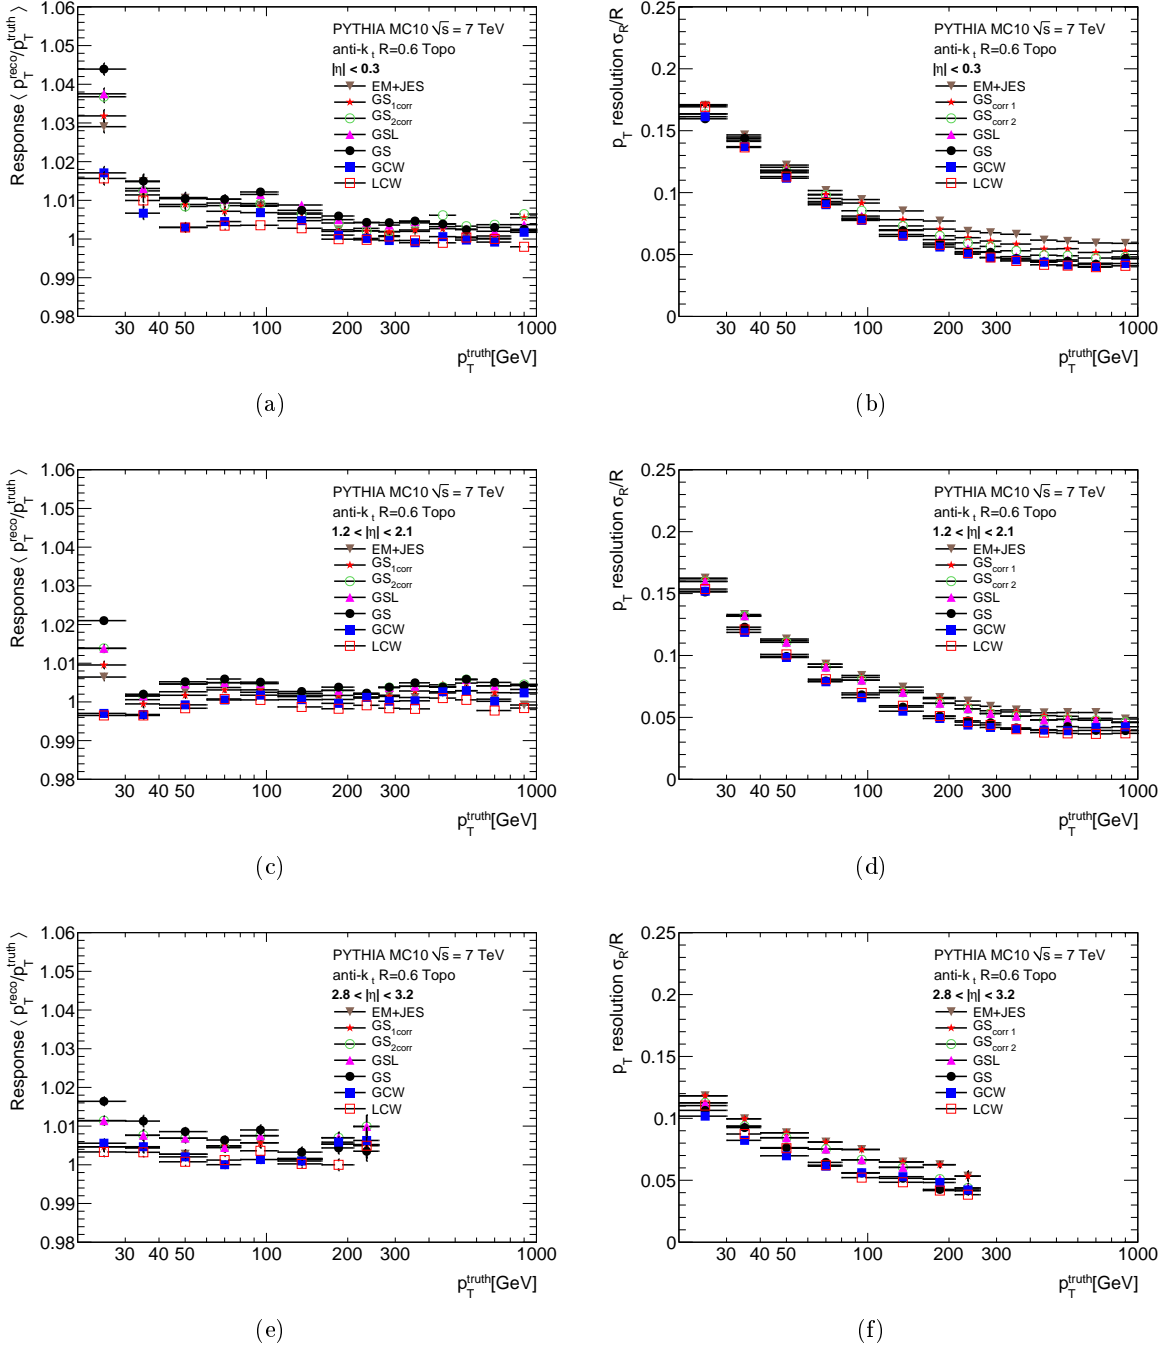 Response ⟨ p_T^reco/p_T^truth ⟩
1.06
1.05
1.04
1.03
1.02
1.01
1
0.99
0.98
PYTHIA MC10 √s = 7 TeV
anti-k_t R=0.6 Topo
|η| < 0.3
EM+JES
GS_1corr
GS_2corr
GSL
GS
GCW
LCW
30 40 50 100 200 300 1000
p_T^truth[GeV]
(a)
p_T resolution σ_R/R
0.25
0.2
0.15
0.1
0.05
0
PYTHIA MC10 √s = 7 TeV
anti-k_t R=0.6 Topo
|η| < 0.3
EM+JES
GS_corr 1
GS_corr 2
GSL
GS
GCW
LCW
30 40 50 100 200 300 1000
p_T^truth[GeV]
(b)
Response ⟨ p_T^reco/p_T^truth ⟩
1.06
1.05
1.04
1.03
1.02
1.01
1
0.99
0.98
PYTHIA MC10 √s = 7 TeV
anti-k_t R=0.6 Topo
1.2 < |η| < 2.1
EM+JES
GS_1corr
GS_2corr
GSL
GS
GCW
LCW
30 40 50 100 200 300 1000
p_T^truth[GeV]
(c)
p_T resolution σ_R/R
0.25
0.2
0.15
0.1
0.05
0
PYTHIA MC10 √s = 7 TeV
anti-k_t R=0.6 Topo
1.2 < |η| < 2.1
EM+JES
GS_corr 1
GS_corr 2
GSL
GS
GCW
LCW
30 40 50 100 200 300 1000
p_T^truth[GeV]
(d)
Response ⟨ p_T^reco/p_T^truth ⟩
1.06
1.05
1.04
1.03
1.02
1.01
1
0.99
0.98
PYTHIA MC10 √s = 7 TeV
anti-k_t R=0.6 Topo
2.8 < |η| < 3.2
EM+JES
GS_1corr
GS_2corr
GSL
GS
GCW
LCW
30 40 50 100 200 300 1000
p_T^truth[GeV]
(e)
p_T resolution σ_R/R
0.25
0.2
0.15
0.1
0.05
0
PYTHIA MC10 √s = 7 TeV
anti-k_t R=0.6 Topo
2.8 < |η| < 3.2
EM+JES
GS_corr 1
GS_corr 2
GSL
GS
GCW
LCW
30 40 50 100 200 300 1000
p_T^truth[GeV]
(f)